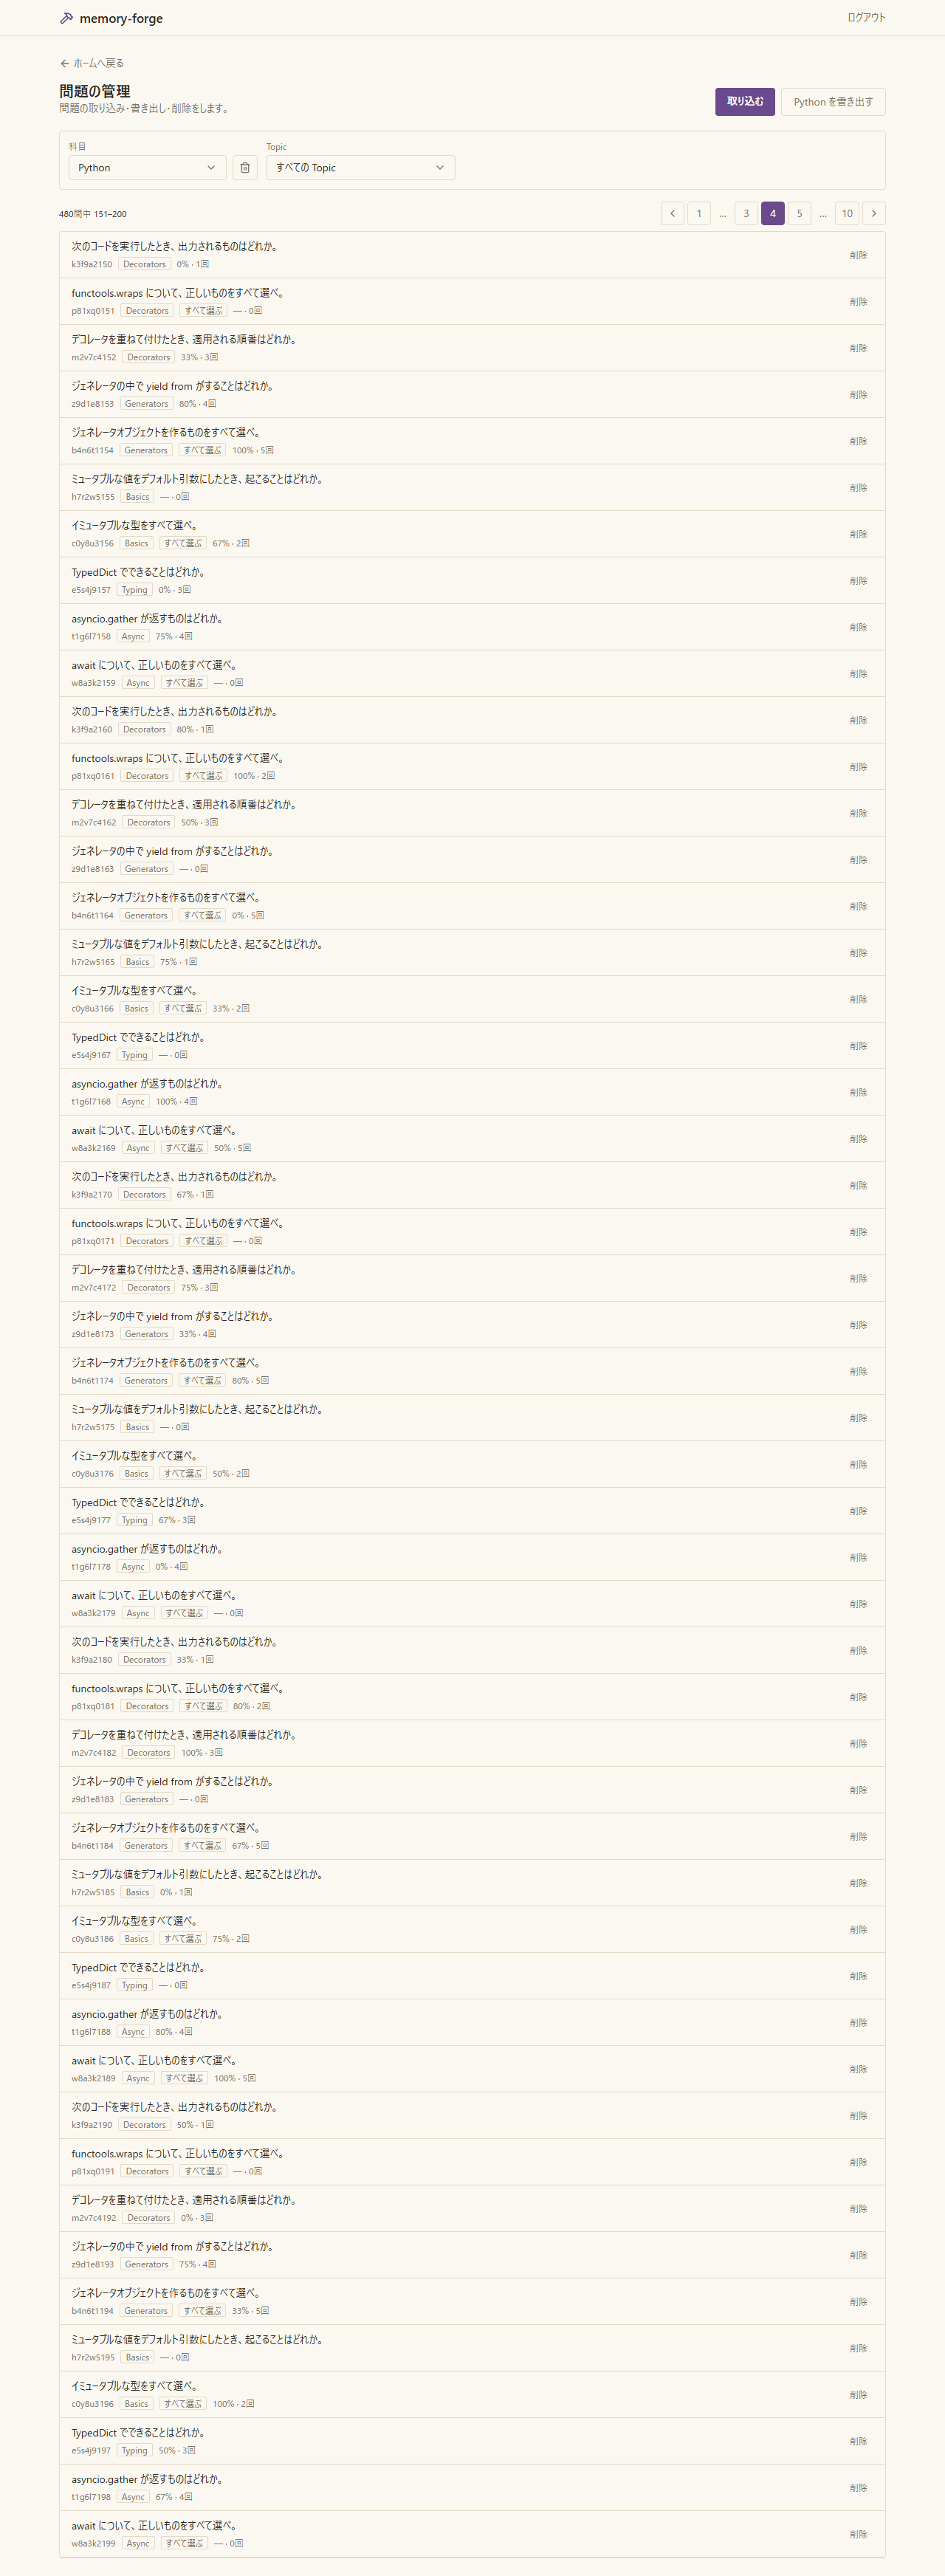 memory-forge
ログアウト
ホームへ戻る
問題の管理
問題の取り込み・書き出し・削除をします。
取り込む
Python を書き出す
科目
Topic
Python
すべての Topic
480問中 151–200
1 … 3 4 5 … 10
次のコードを実行したとき、出力されるものはどれか。
k3f9a2150 Decorators 0% · 1回
削除
functools.wraps について、正しいものをすべて選べ。
p81xq0151 Decorators すべて選ぶ — · 0回
削除
デコレータを重ねて付けたとき、適用される順番はどれか。
m2v7c4152 Decorators 33% · 3回
削除
ジェネレータの中で yield from がすることはどれか。
z9d1e8153 Generators 80% · 4回
削除
ジェネレータオブジェクトを作るものをすべて選べ。
b4n6t1154 Generators すべて選ぶ 100% · 5回
削除
ミュータブルな値をデフォルト引数にしたとき、起こることはどれか。
h7r2w5155 Basics — · 0回
削除
イミュータブルな型をすべて選べ。
c0y8u3156 Basics すべて選ぶ 67% · 2回
削除
TypedDict でできることはどれか。
e5s4j9157 Typing 0% · 3回
削除
asyncio.gather が返すものはどれか。
t1g6l7158 Async 75% · 4回
削除
await について、正しいものをすべて選べ。
w8a3k2159 Async すべて選ぶ — · 0回
削除
次のコードを実行したとき、出力されるものはどれか。
k3f9a2160 Decorators 80% · 1回
削除
functools.wraps について、正しいものをすべて選べ。
p81xq0161 Decorators すべて選ぶ 100% · 2回
削除
デコレータを重ねて付けたとき、適用される順番はどれか。
m2v7c4162 Decorators 50% · 3回
削除
ジェネレータの中で yield from がすることはどれか。
z9d1e8163 Generators — · 0回
削除
ジェネレータオブジェクトを作るものをすべて選べ。
b4n6t1164 Generators すべて選ぶ 0% · 5回
削除
ミュータブルな値をデフォルト引数にしたとき、起こることはどれか。
h7r2w5165 Basics 75% · 1回
削除
イミュータブルな型をすべて選べ。
c0y8u3166 Basics すべて選ぶ 33% · 2回
削除
TypedDict でできることはどれか。
e5s4j9167 Typing — · 0回
削除
asyncio.gather が返すものはどれか。
t1g6l7168 Async 100% · 4回
削除
await について、正しいものをすべて選べ。
w8a3k2169 Async すべて選ぶ 50% · 5回
削除
次のコードを実行したとき、出力されるものはどれか。
k3f9a2170 Decorators 67% · 1回
削除
functools.wraps について、正しいものをすべて選べ。
p81xq0171 Decorators すべて選ぶ — · 0回
削除
デコレータを重ねて付けたとき、適用される順番はどれか。
m2v7c4172 Decorators 75% · 3回
削除
ジェネレータの中で yield from がすることはどれか。
z9d1e8173 Generators 33% · 4回
削除
ジェネレータオブジェクトを作るものをすべて選べ。
b4n6t1174 Generators すべて選ぶ 80% · 5回
削除
ミュータブルな値をデフォルト引数にしたとき、起こることはどれか。
h7r2w5175 Basics — · 0回
削除
イミュータブルな型をすべて選べ。
c0y8u3176 Basics すべて選ぶ 50% · 2回
削除
TypedDict でできることはどれか。
e5s4j9177 Typing 67% · 3回
削除
asyncio.gather が返すものはどれか。
t1g6l7178 Async 0% · 4回
削除
await について、正しいものをすべて選べ。
w8a3k2179 Async すべて選ぶ — · 0回
削除
次のコードを実行したとき、出力されるものはどれか。
k3f9a2180 Decorators 33% · 1回
削除
functools.wraps について、正しいものをすべて選べ。
p81xq0181 Decorators すべて選ぶ 80% · 2回
削除
デコレータを重ねて付けたとき、適用される順番はどれか。
m2v7c4182 Decorators 100% · 3回
削除
ジェネレータの中で yield from がすることはどれか。
z9d1e8183 Generators — · 0回
削除
ジェネレータオブジェクトを作るものをすべて選べ。
b4n6t1184 Generators すべて選ぶ 67% · 5回
削除
ミュータブルな値をデフォルト引数にしたとき、起こることはどれか。
h7r2w5185 Basics 0% · 1回
削除
イミュータブルな型をすべて選べ。
c0y8u3186 Basics すべて選ぶ 75% · 2回
削除
TypedDict でできることはどれか。
e5s4j9187 Typing — · 0回
削除
asyncio.gather が返すものはどれか。
t1g6l7188 Async 80% · 4回
削除
await について、正しいものをすべて選べ。
w8a3k2189 Async すべて選ぶ 100% · 5回
削除
次のコードを実行したとき、出力されるものはどれか。
k3f9a2190 Decorators 50% · 1回
削除
functools.wraps について、正しいものをすべて選べ。
p81xq0191 Decorators すべて選ぶ — · 0回
削除
デコレータを重ねて付けたとき、適用される順番はどれか。
m2v7c4192 Decorators 0% · 3回
削除
ジェネレータの中で yield from がすることはどれか。
z9d1e8193 Generators 75% · 4回
削除
ジェネレータオブジェクトを作るものをすべて選べ。
b4n6t1194 Generators すべて選ぶ 33% · 5回
削除
ミュータブルな値をデフォルト引数にしたとき、起こることはどれか。
h7r2w5195 Basics — · 0回
削除
イミュータブルな型をすべて選べ。
c0y8u3196 Basics すべて選ぶ 100% · 2回
削除
TypedDict でできることはどれか。
e5s4j9197 Typing 50% · 3回
削除
asyncio.gather が返すものはどれか。
t1g6l7198 Async 67% · 4回
削除
await について、正しいものをすべて選べ。
w8a3k2199 Async すべて選ぶ — · 0回
削除